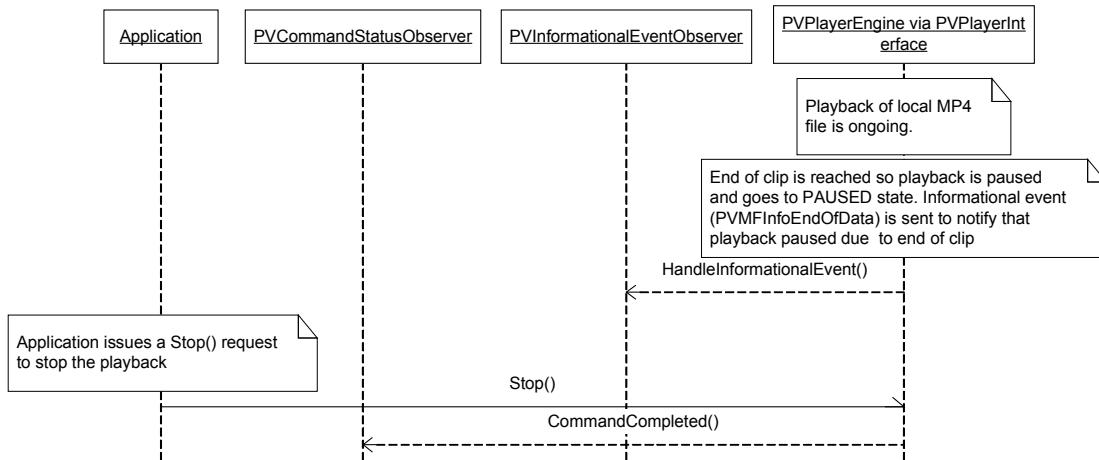 Application
PVCommandStatusObserver
PVInformationalEventObserver
PVPlayerEngine via PVPlayerInt
erface
Playback of local MP4
file is ongoing.
End of clip is reached so playback is paused
and goes to PAUSED state. Informational event
(PVMFInfoEndOfData) is sent to notify that
playback paused due to end of clip
HandleInformationalEvent()
Application issues a Stop() request
to stop the playback
Stop()
CommandCompleted()